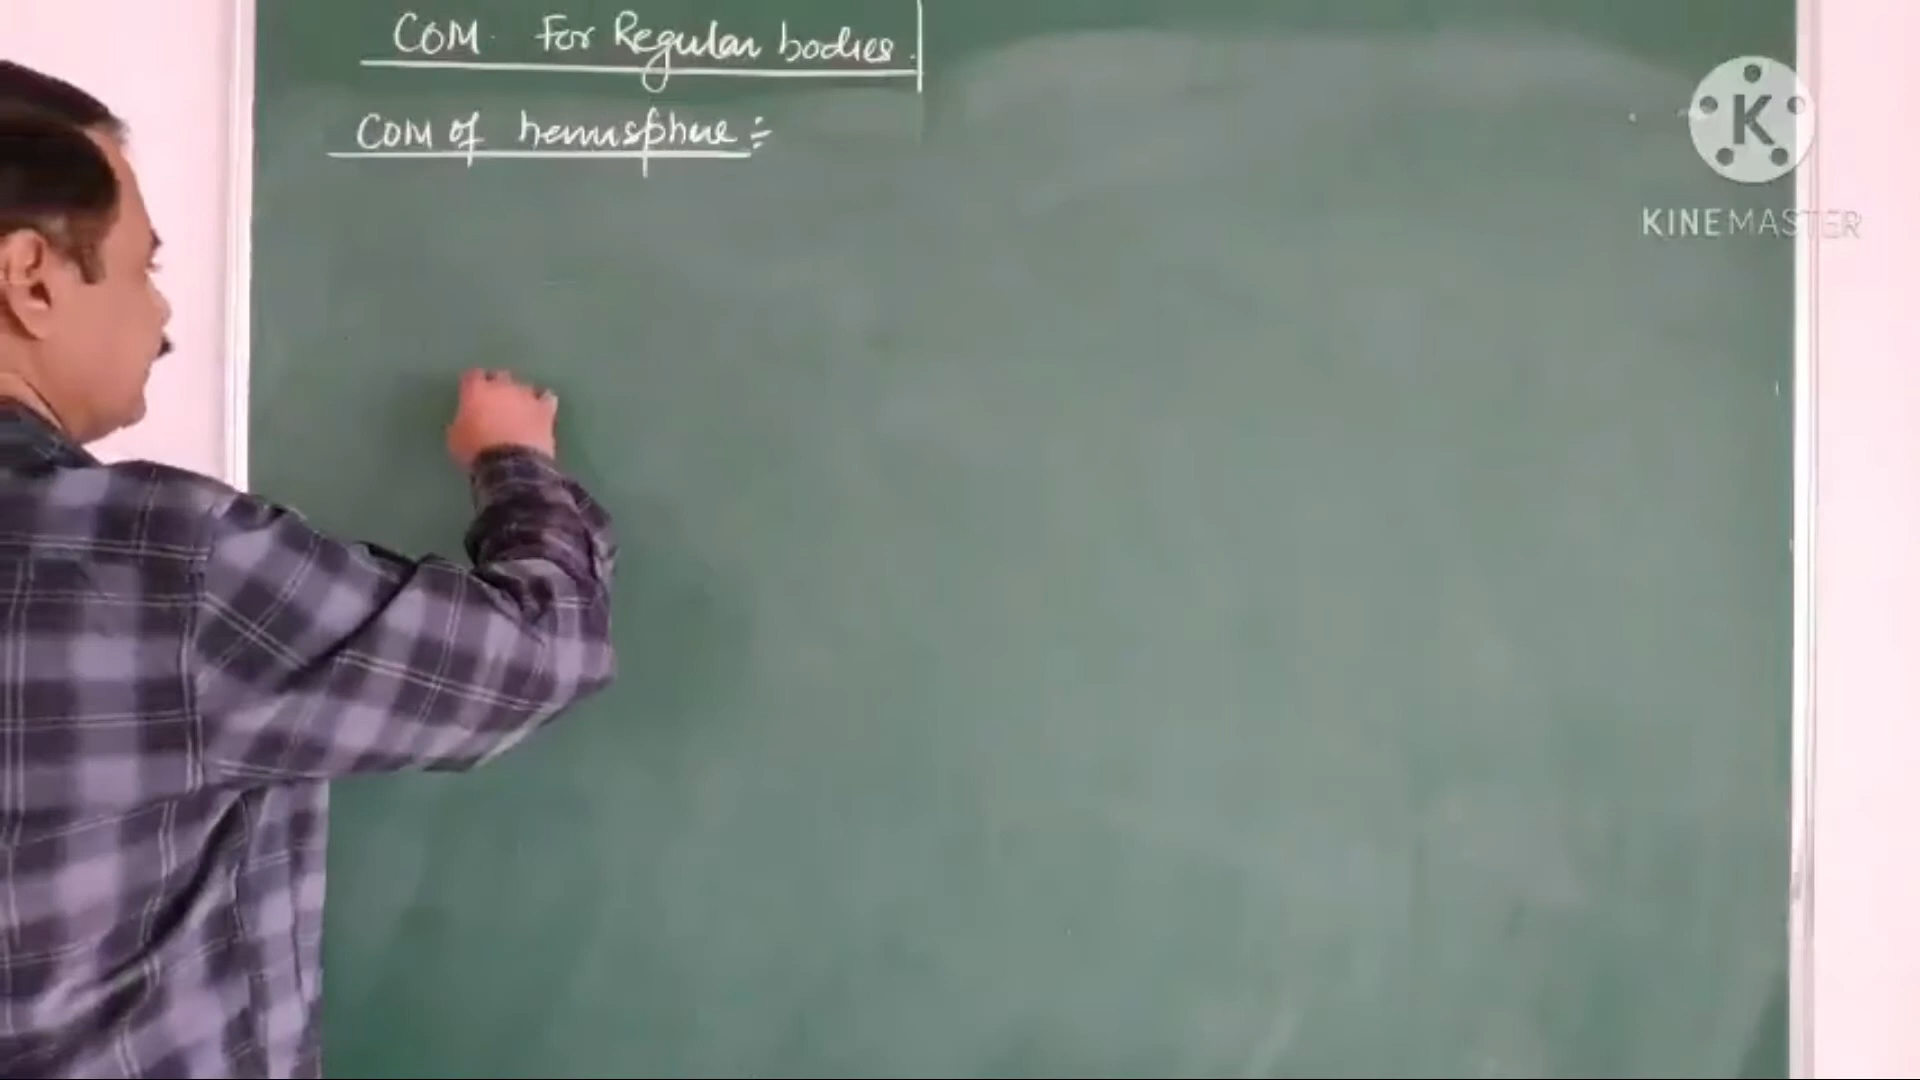 COM. For Regular bodies.
COM of hemisphere :-
K
KINEMASTER